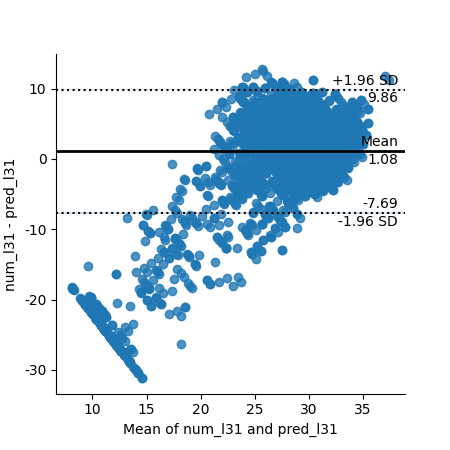 10
0
-10
-20
-30
num_l31 - pred_l31
+1.96 SD
9.86
Mean
1.08
-7.69
-1.96 SD
10 15 20 25 30 35
Mean of num_l31 and pred_l31